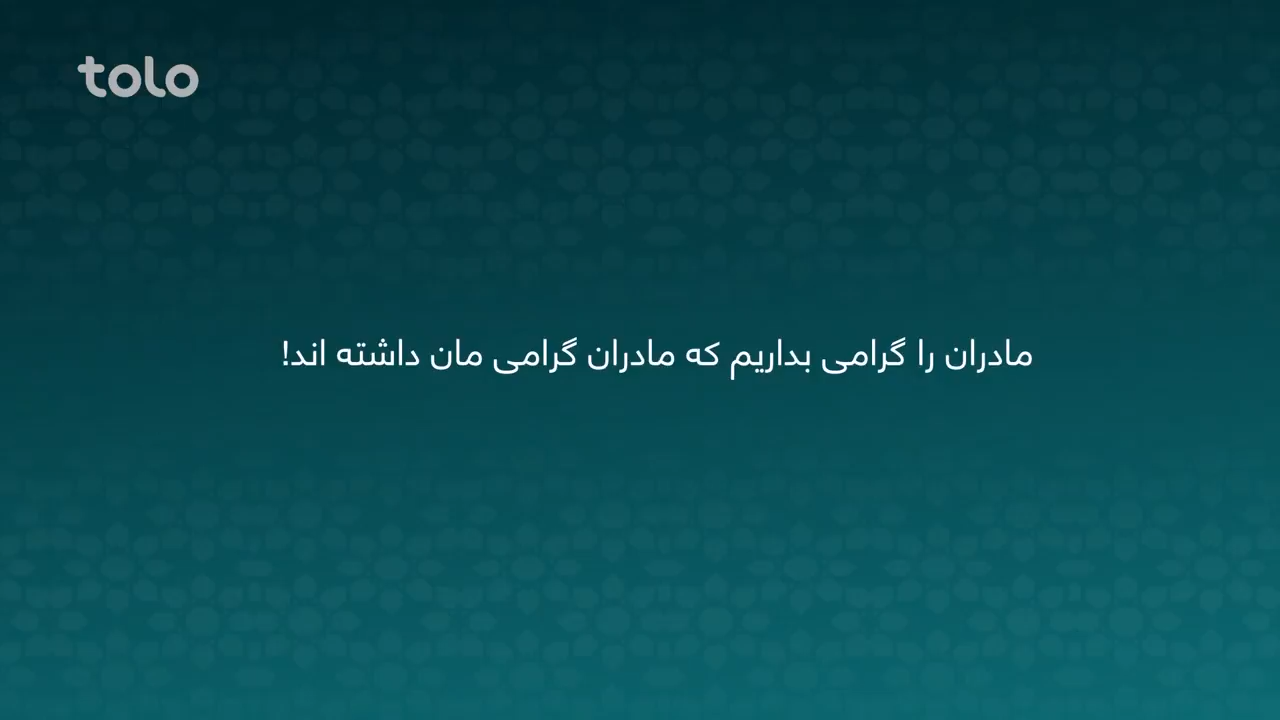 tolo
مادران را گرامی بداریم که مادران گرامی مان داشته اند!